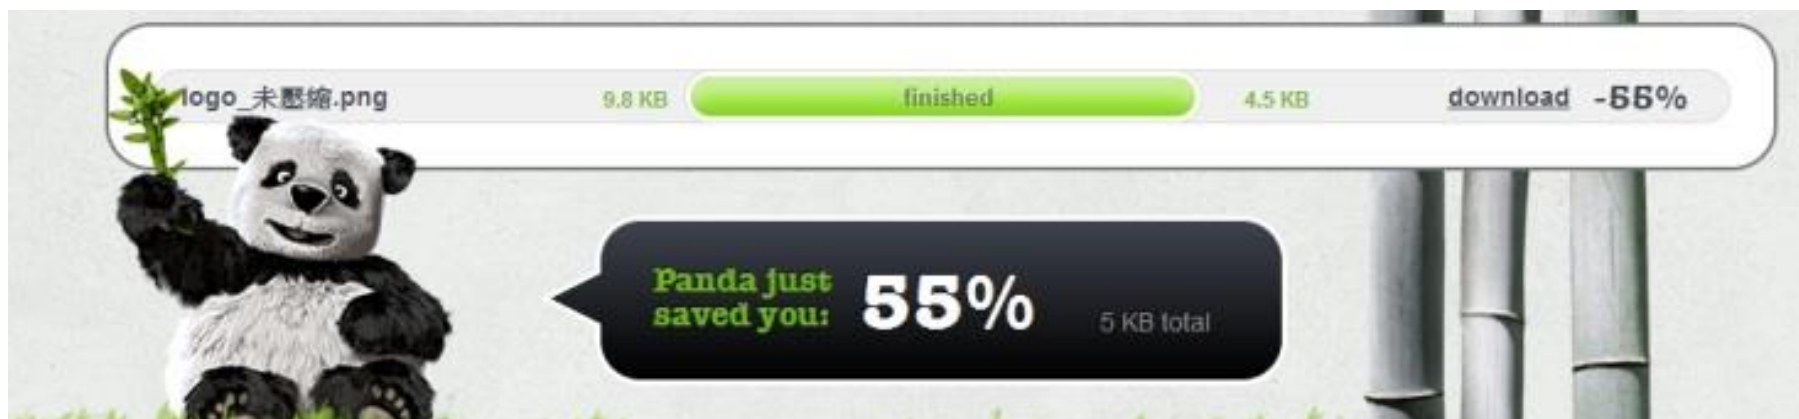 logo_未壓縮.png 9.8 KB finished 4.5 KB download -55%
Panda just
saved you: 55% 5 KB total